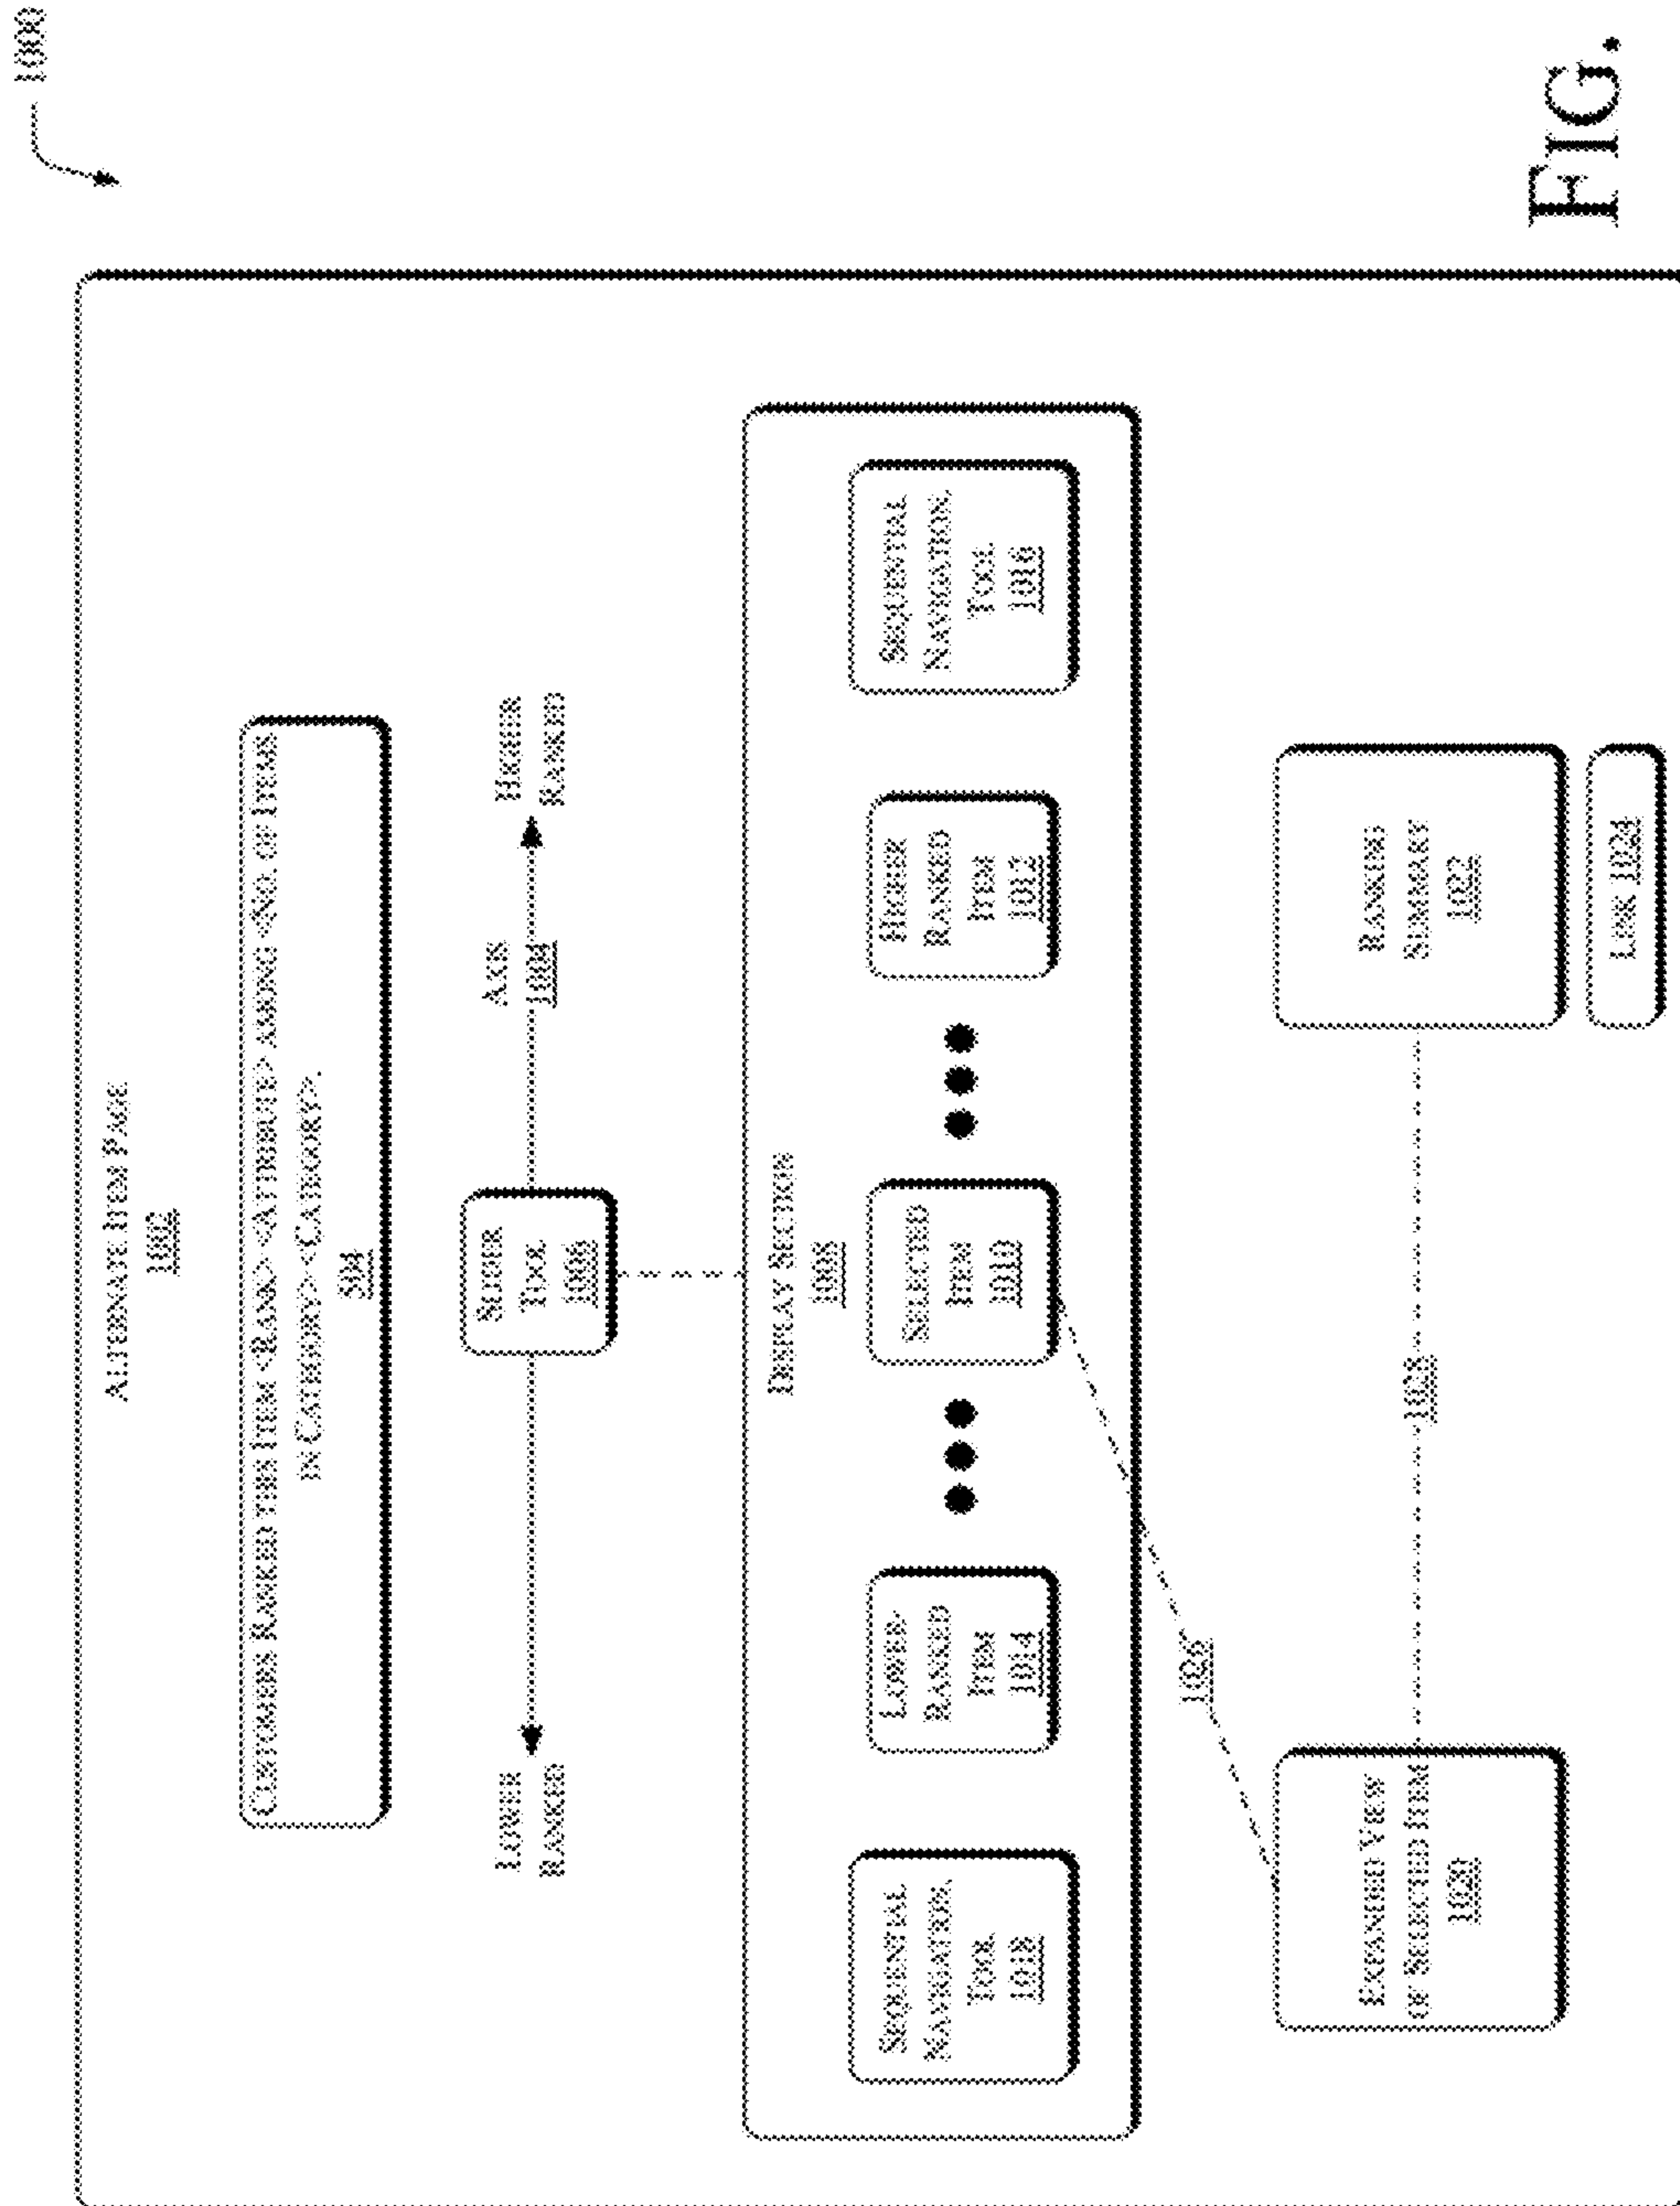 1000
ALTERNATE ITEM PAGE
1002
CUSTOMERS RANKED THIS ITEM <RANK> <ATTRIBUTE> AMONG <NO. OF ITEMS
IN CATEGORY> <CATEGORY>.
504
LOWER
RANKED
SLIDER
TOOL
1006
AXIS
1004
HIGHER
RANKED
DISPLAY SECTION
1008
SEQUENTIAL
NAVIGATION
TOOL
1018
LOWER
RANKED
ITEM
1014
SELECTED
ITEM
1010
HIGHER
RANKED
ITEM
1012
SEQUENTIAL
NAVIGATION
TOOL
1016
1026
EXPANDED VIEW
OF SELECTED ITEM
1020
1028
RANKING
SUMMARY
1022
LINK 1024
FIG.